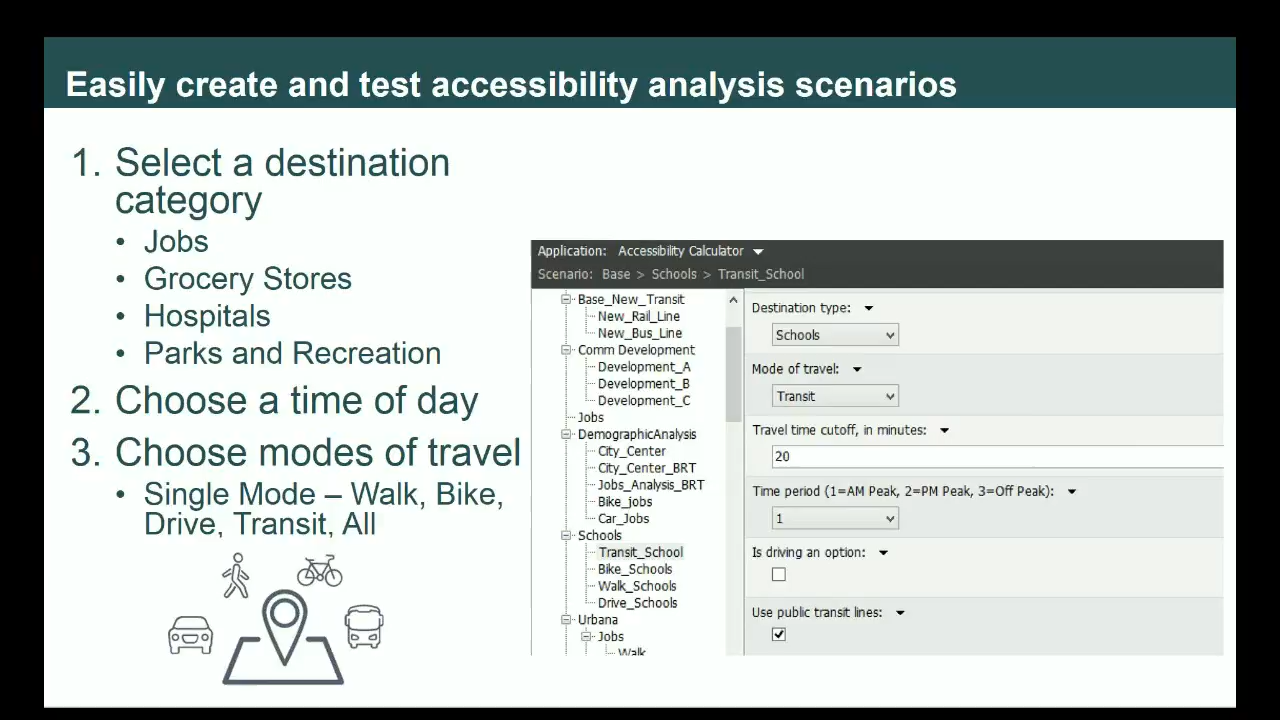 Easily create and test accessibility analysis scenarios
1. Select a destination
category
• Jobs
• Grocery Stores
• Hospitals
• Parks and Recreation
2. Choose a time of day
3. Choose modes of travel
• Single Mode – Walk, Bike,
Drive, Transit, All
Application: Accessibility Calculator
Scenario: Base > Schools > Transit_School
Base_New_Transit
New_Rail_Line
New_Bus_Line
Comm Development
Development_A
Development_B
Development_C
Jobs
DemographicAnalysis
City_Center
City_Center_BRT
Jobs_Analysis_BRT
Bike_jobs
Car_Jobs
Schools
Transit_School
Bike_Schools
Walk_Schools
Drive_Schools
Urbana
Jobs
Walk
Destination type:
Schools
Mode of travel:
Transit
Travel time cutoff, in minutes:
20
Time period (1=AM Peak, 2=PM Peak, 3=Off Peak):
1
Is driving an option:
Use public transit lines: